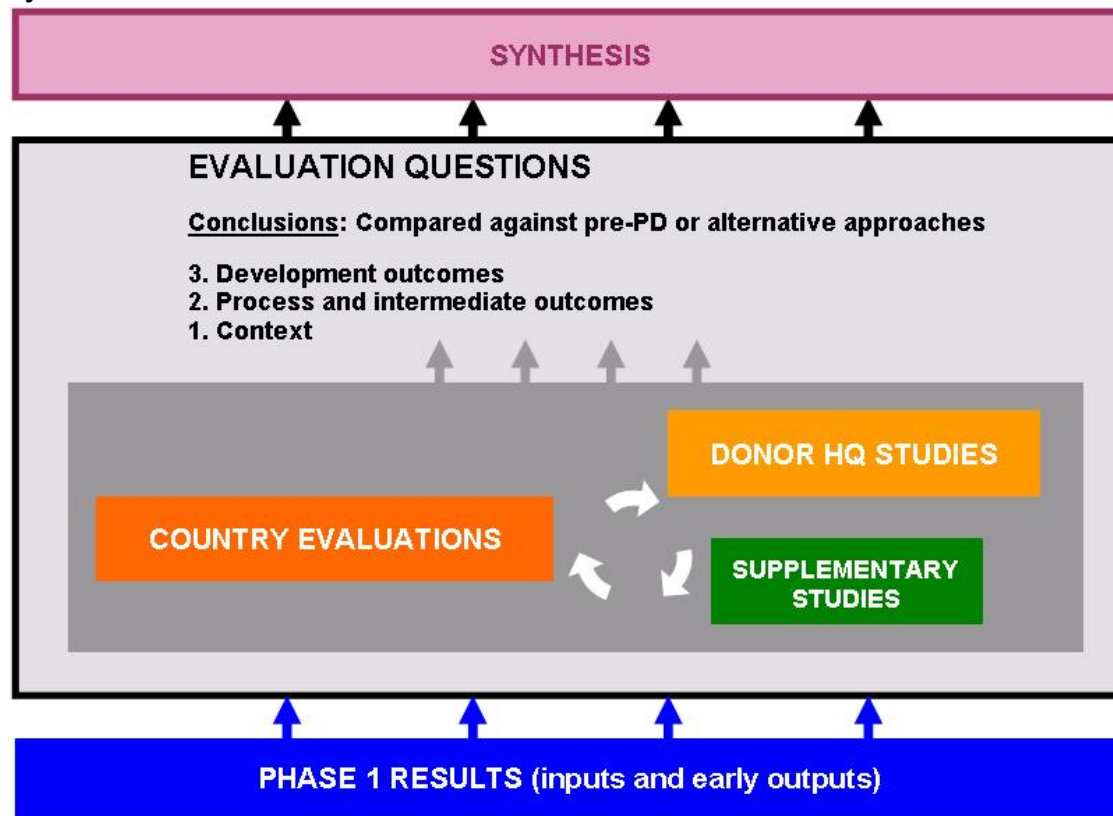 SYNTHESIS
EVALUATION QUESTIONS
Conclusions: Compared against pre-PD or alternative approaches
3. Development outcomes
2. Process and intermediate outcomes
1. Context
DONOR HQ STUDIES
COUNTRY EVALUATIONS
SUPPLEMENTARY
STUDIES
PHASE 1 RESULTS (inputs and early outputs)